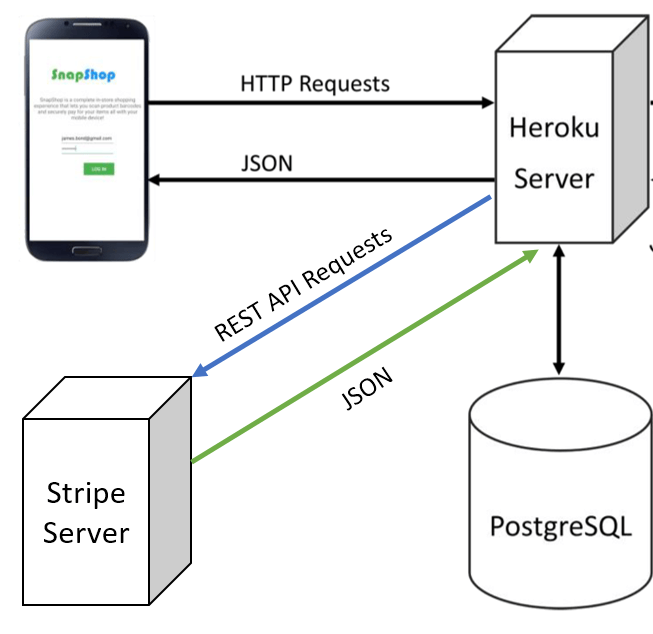 SnapShop
SnapShop is a complete in-store shopping
experience that lets you scan product barcodes
and securely pay for your items all with your
mobile device!
james.bond@gmail.com
LOG IN
HTTP Requests
JSON
Heroku
Server
REST API Requests
JSON
Stripe
Server
PostgreSQL